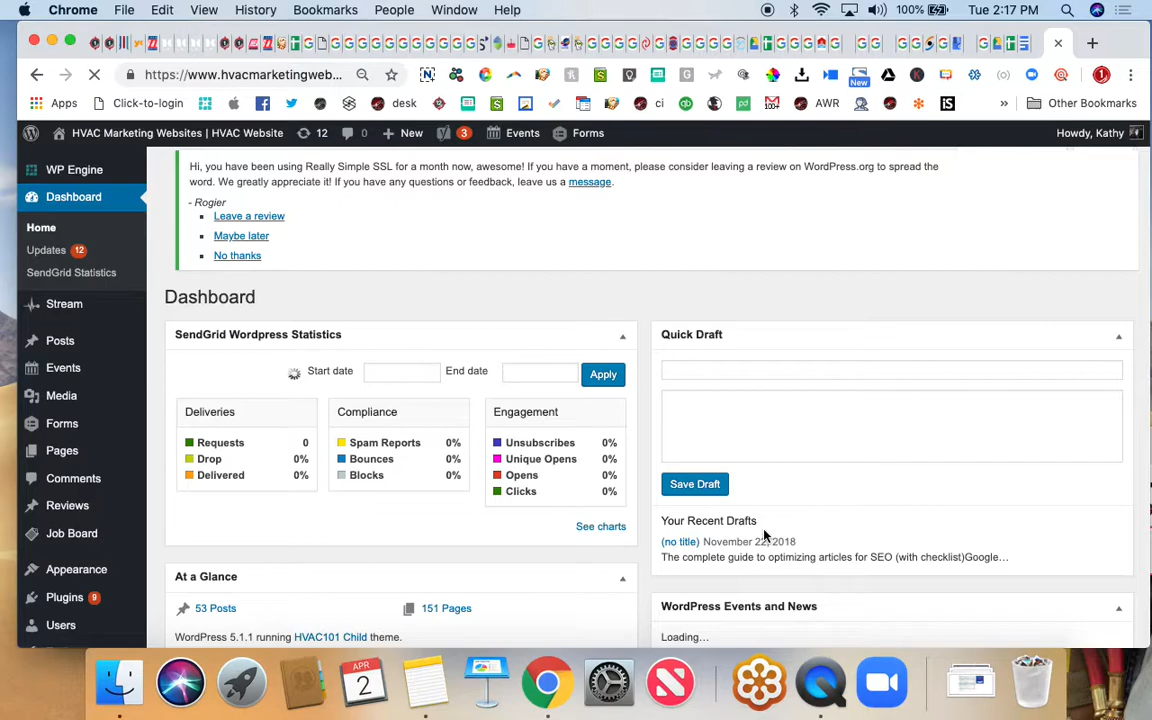 Chrome File Edit View History Bookmarks People Window Help 100% Tue 2:17 PM
https://www.hvacmarketingweb... New 1
Apps Click-to-login desk ci 100+ AWR » Other Bookmarks
HVAC Marketing Websites | HVAC Website 12 0 New 3 Events Forms Howdy, Kathy
WP Engine
Dashboard
Home
Updates 12
SendGrid Statistics
Stream
Posts
Events
Media
Forms
Pages
Comments
Reviews
Job Board
Appearance
Plugins 9
Users
Hi, you have been using Really Simple SSL for a month now, awesome! If you have a moment, please consider leaving a review on WordPress.org to spread the
word. We greatly appreciate it! If you have any questions or feedback, leave us a message.
- Rogier
Leave a review
Maybe later
No thanks
Dashboard
SendGrid Wordpress Statistics
Start date End date Apply
Deliveries
Requests 0
Drop 0%
Delivered 0%
Compliance
Spam Reports 0%
Bounces 0%
Blocks 0%
Engagement
Unsubscribes 0%
Unique Opens 0%
Opens 0%
Clicks 0%
See charts
At a Glance
53 Posts 151 Pages
WordPress 5.1.1 running HVAC101 Child theme.
Quick Draft
Save Draft
Your Recent Drafts
(no title) November 22, 2018
The complete guide to optimizing articles for SEO (with checklist)Google…
WordPress Events and News
Loading…
APR
2